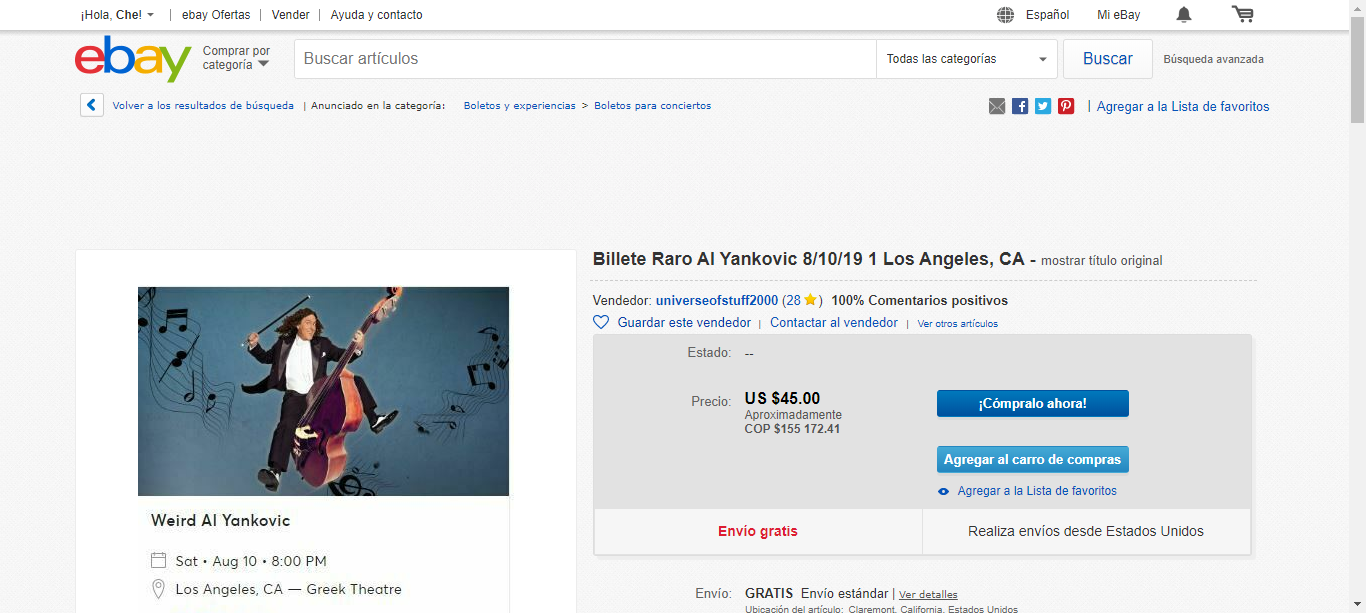 ¡Hola, Che! | ebay Ofertas | Vender | Ayuda y contacto Español Mi eBay
ebay Comprar por categoría Buscar artículos Todas las categorías Buscar Búsqueda avanzada
Volver a los resultados de búsqueda | Anunciado en la categoría: Boletos y experiencias > Boletos para conciertos | Agregar a la Lista de favoritos
Billete Raro Al Yankovic 8/10/19 1 Los Angeles, CA - mostrar título original
Vendedor: universeofstuff2000 (28 ) 100% Comentarios positivos
Guardar este vendedor | Contactar al vendedor | Ver otros artículos
Estado: --
Precio: US $45.00
Aproximadamente
COP $155 172.41
¡Cómpralo ahora!
Agregar al carro de compras
Agregar a la Lista de favoritos
Envío gratis
Realiza envíos desde Estados Unidos
Envío: GRATIS Envío estándar | Ver detalles
Ubicación del artículo: Claremont, California, Estados Unidos
Weird Al Yankovic
Sat • Aug 10 • 8:00 PM
Los Angeles, CA — Greek Theatre